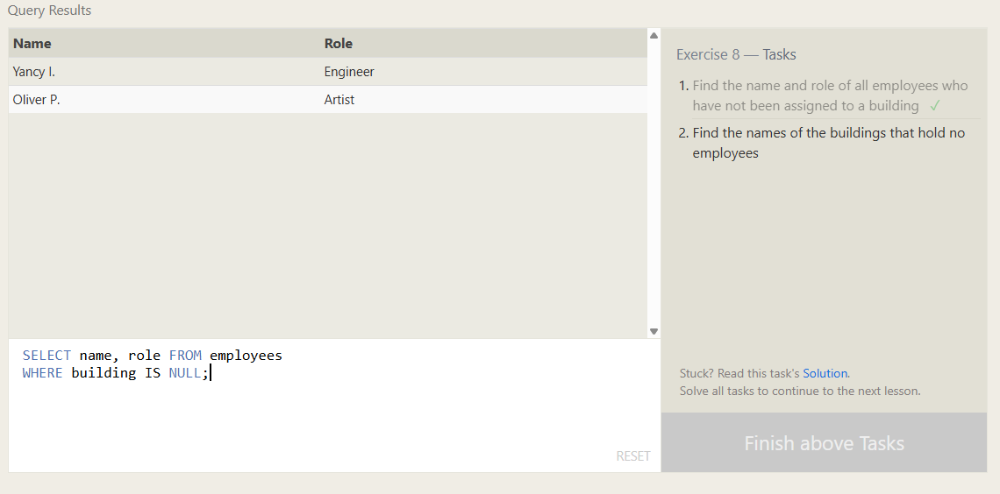 Query Results
Name Role
Yancy I. Engineer
Oliver P. Artist
SELECT name, role FROM employees
WHERE building IS NULL;
RESET
Exercise 8 — Tasks
1. Find the name and role of all employees who
have not been assigned to a building ✓
2. Find the names of the buildings that hold no
employees
Stuck? Read this task's Solution.
Solve all tasks to continue to the next lesson.
Finish above Tasks